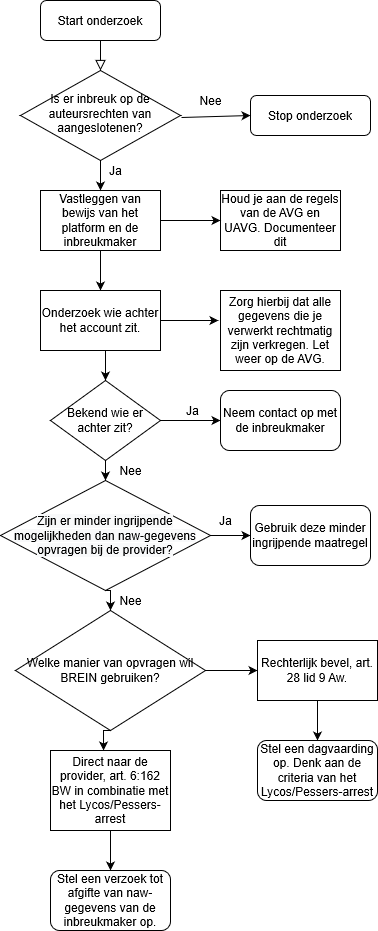 Start onderzoek
Is er inbreuk op de
auteursrechten van
aangeslotenen?
Nee
Stop onderzoek
Ja
Vastleggen van
bewijs van het
platform en de
inbreukmaker
Houd je aan de regels
van de AVG en
UAVG. Documenteer
dit
Onderzoek wie achter
het account zit.
Zorg hierbij dat alle
gegevens die je
verwerkt rechtmatig
zijn verkregen. Let
weer op de AVG.
Bekend wie er
achter zit?
Ja
Neem contact op met
de inbreukmaker
Nee
Zijn er minder ingrijpende
mogelijkheden dan naw-gegevens
opvragen bij de provider?
Ja
Gebruik deze minder
ingrijpende maatregel
Nee
Welke manier van opvragen wil
BREIN gebruiken?
Rechterlijk bevel, art.
28 lid 9 Aw.
Stel een dagvaarding
op. Denk aan de
criteria van het
Lycos/Pessers-arrest
Direct naar de
provider, art. 6:162
BW in combinatie met
het Lycos/Pessers-
arrest
Stel een verzoek tot
afgifte van naw-
gegevens van de
inbreukmaker op.